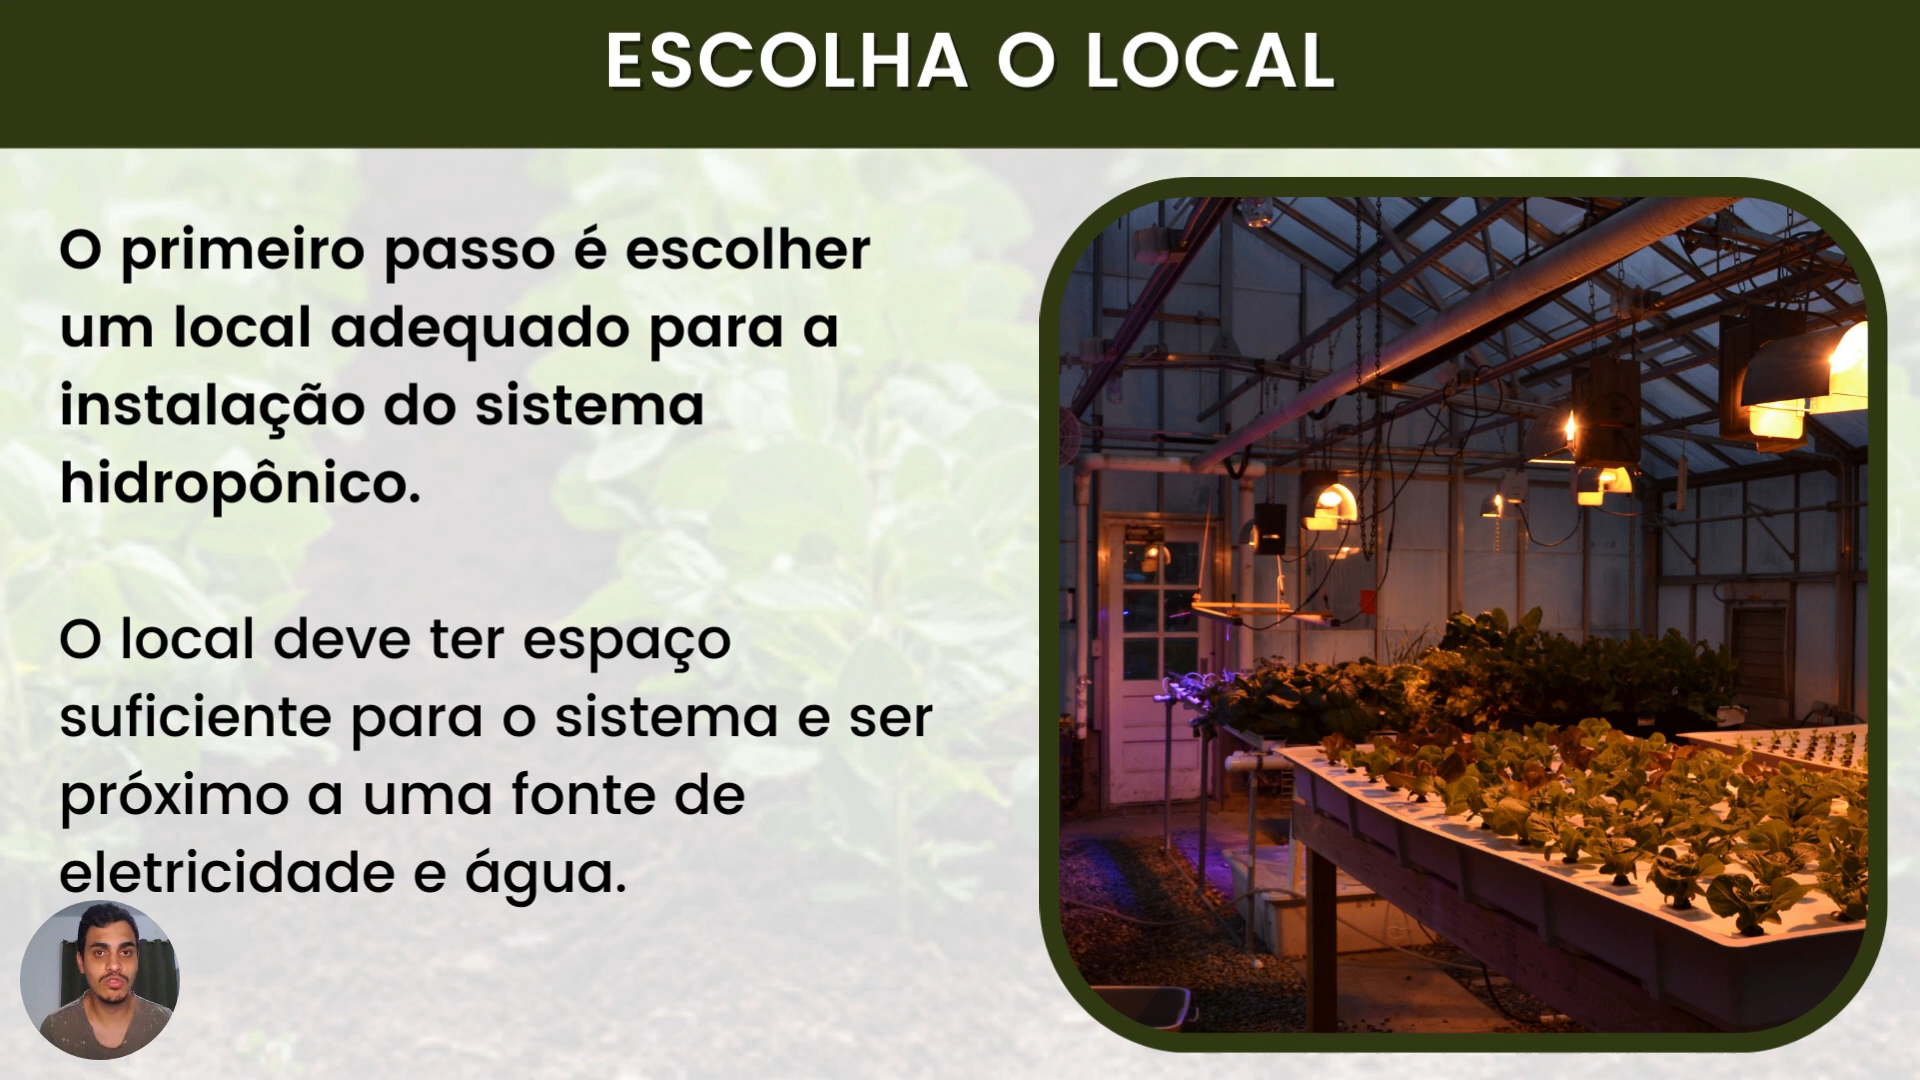 ESCOLHA O LOCAL
O primeiro passo é escolher
um local adequado para a
instalação do sistema
hidropônico.
O local deve ter espaço
suficiente para o sistema e ser
próximo a uma fonte de
eletricidade e água.